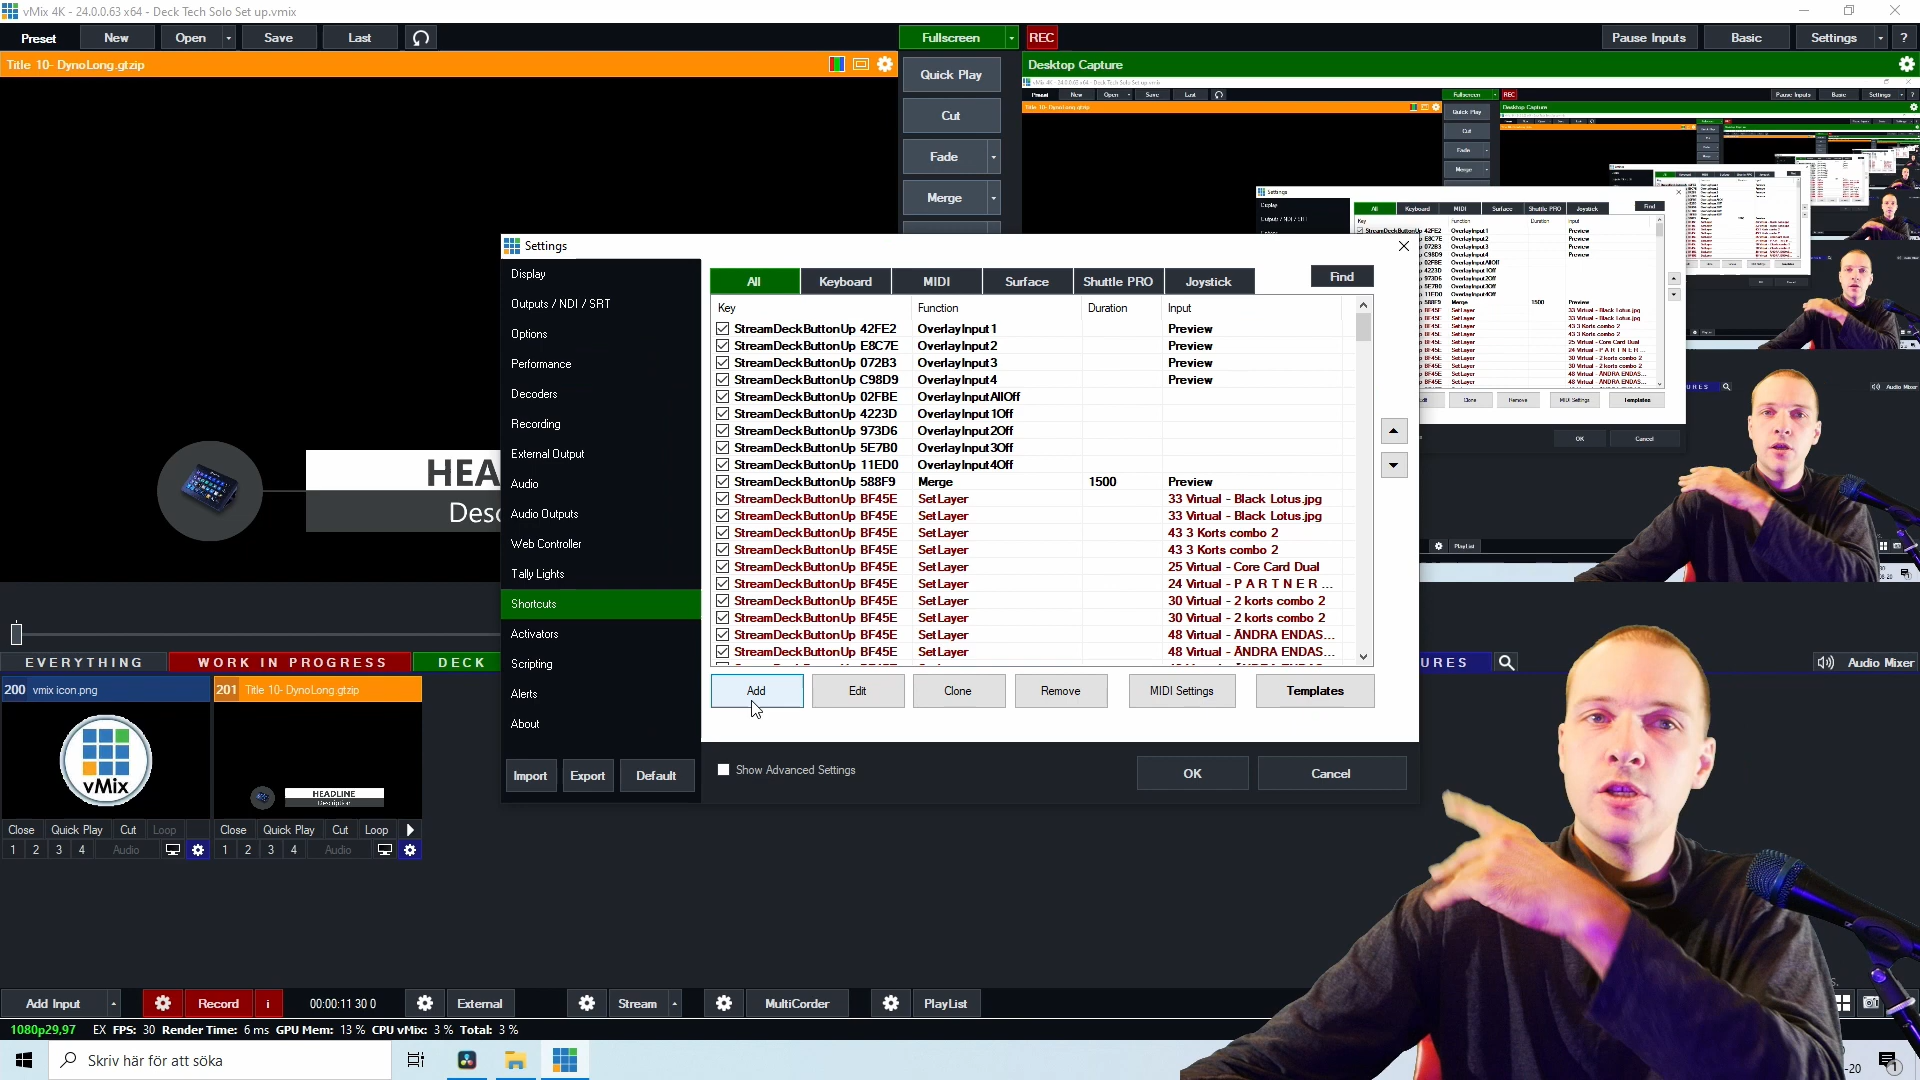 vMix 4K - 24.0.0.63 x64 - Deck Tech Solo Set up.vmix
Preset New Open Save Last Fullscreen REC Pause Inputs Basic Settings ?
Title 10- DynoLong.gtzip
Desktop Capture
Quick Play
Cut
Fade
Merge
HEA
Desc
Settings
Display
Outputs / NDI / SRT
Options
Performance
Decoders
Recording
External Output
Audio
Audio Outputs
Web Controller
Tally Lights
Shortcuts
Activators
Scripting
Alerts
About
Import Export Default
All Keyboard MIDI Surface Shuttle PRO Joystick Find
Key Function Duration Input
StreamDeckButtonUp 42FE2 OverlayInput1 Preview
StreamDeckButtonUp E8C7E OverlayInput2 Preview
StreamDeckButtonUp 072B3 OverlayInput3 Preview
StreamDeckButtonUp C98D9 OverlayInput4 Preview
StreamDeckButtonUp 02FBE OverlayInputAllOff
StreamDeckButtonUp 4223D OverlayInput1Off
StreamDeckButtonUp 973D6 OverlayInput2Off
StreamDeckButtonUp 5E7B0 OverlayInput3Off
StreamDeckButtonUp 11ED0 OverlayInput4Off
StreamDeckButtonUp 588F9 Merge 1500 Preview
StreamDeckButtonUp BF45E SetLayer 33 Virtual - Black Lotus.jpg
StreamDeckButtonUp BF45E SetLayer 33 Virtual - Black Lotus.jpg
StreamDeckButtonUp BF45E SetLayer 43 3 Korts combo 2
StreamDeckButtonUp BF45E SetLayer 43 3 Korts combo 2
StreamDeckButtonUp BF45E SetLayer 25 Virtual - Core Card Dual
StreamDeckButtonUp BF45E SetLayer 24 Virtual - P A R T N E R ...
StreamDeckButtonUp BF45E SetLayer 30 Virtual - 2 korts combo 2
StreamDeckButtonUp BF45E SetLayer 30 Virtual - 2 korts combo 2
StreamDeckButtonUp BF45E SetLayer 48 Virtual - ÄNDRA ENDAS...
StreamDeckButtonUp BF45E SetLayer 48 Virtual - ÄNDRA ENDAS...
Add Edit Clone Remove MIDI Settings Templates
Show Advanced Settings OK Cancel
EVERYTHING WORK IN PROGRESS DECK URES Audio Mixer
200 vmix icon.png
vMix
Close Quick Play Cut Loop
1 2 3 4 Audio
201 Title 10- DynoLong.gtzip
HEADLINE
Description
Close Quick Play Cut Loop
1 2 3 4 Audio
Add Input Record i 00:00:11 30 0 External Stream MultiCorder PlayList
1080p29,97 EX FPS: 30 Render Time: 6 ms GPU Mem: 13 % CPU vMix: 3 % Total: 3 %
Skriv här för att söka
-20
1